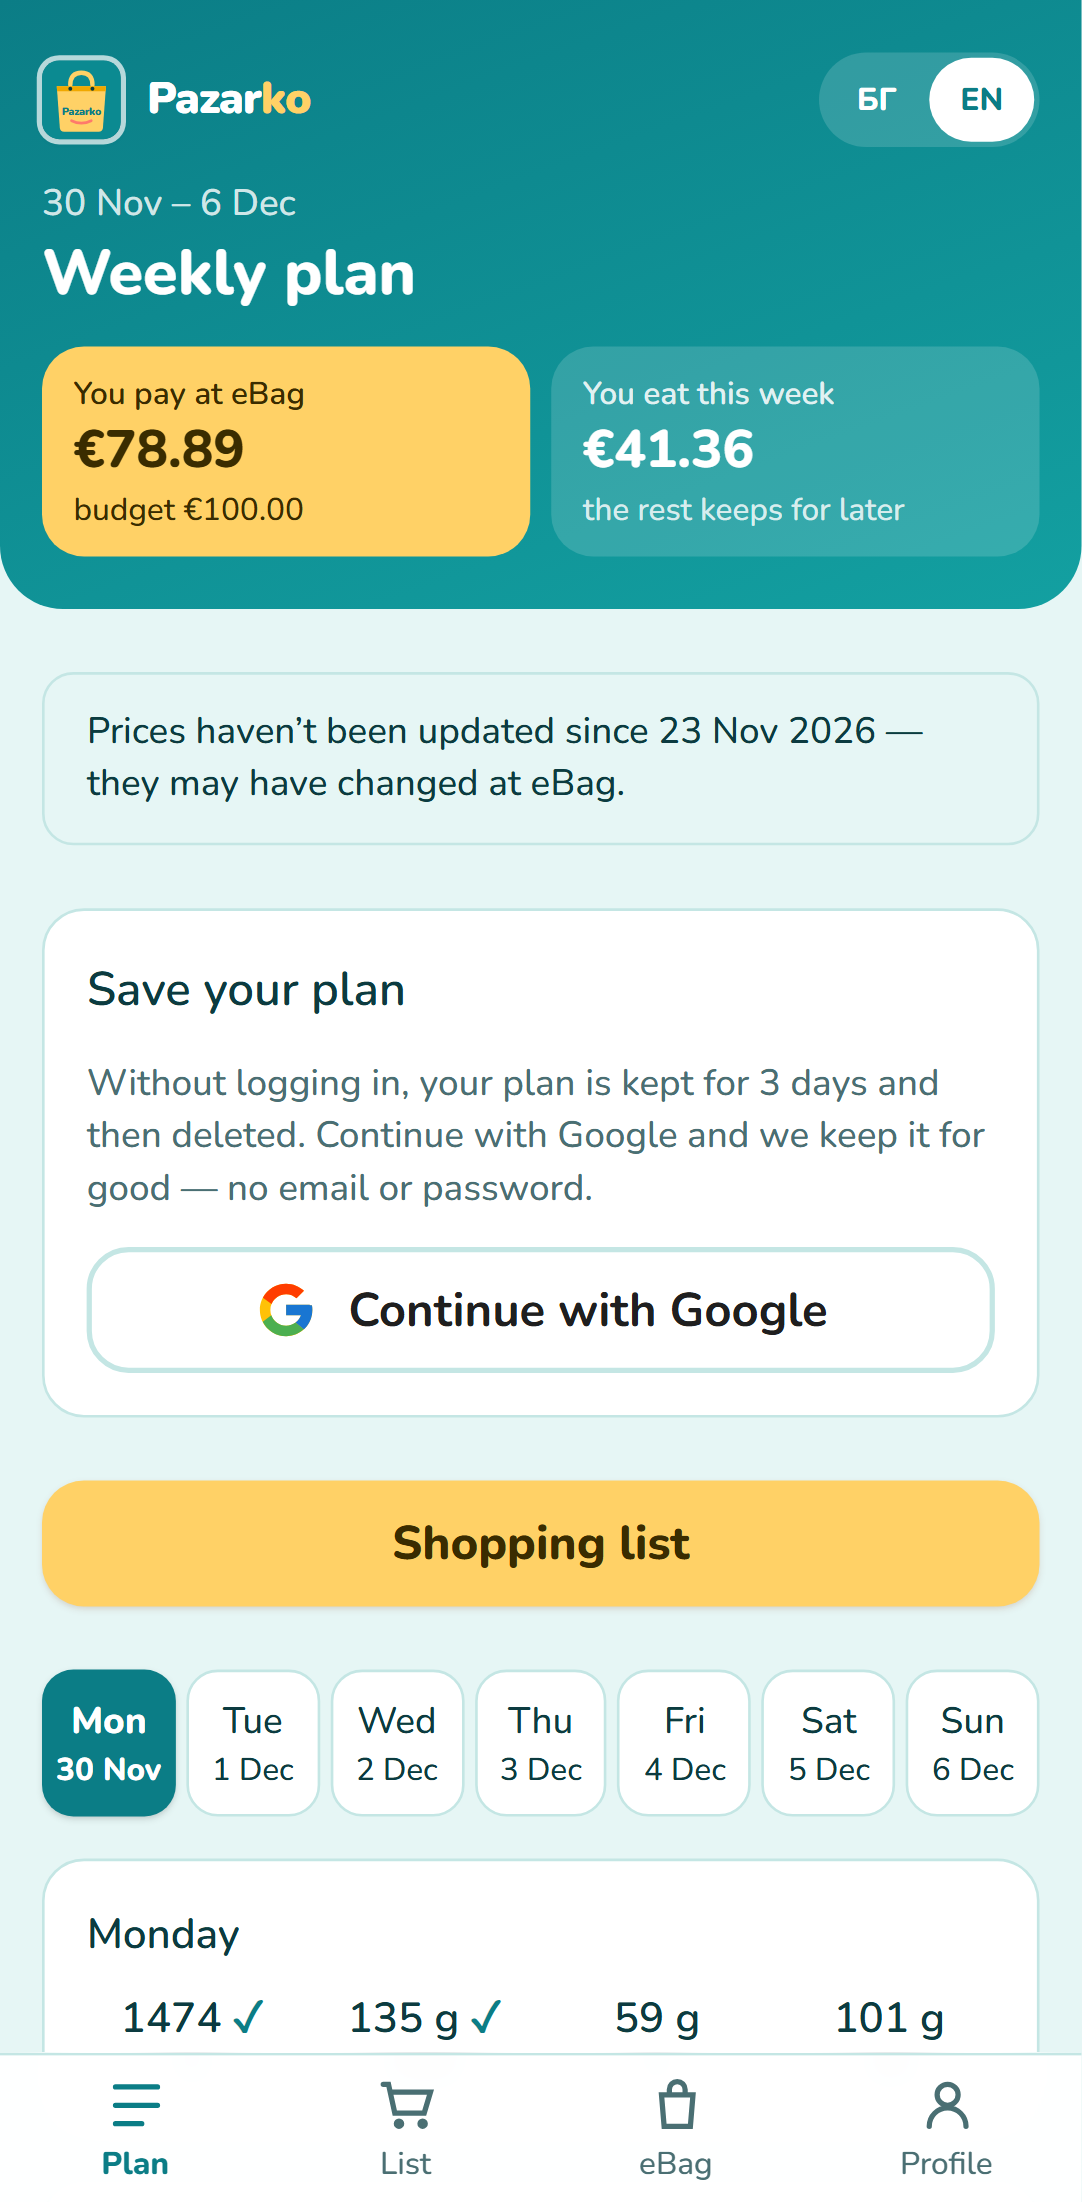 Pazarko
Pazarko
БГ
EN
30 Nov – 6 Dec
Weekly plan
You pay at eBag
€78.89
budget €100.00
You eat this week
€41.36
the rest keeps for later
Prices haven’t been updated since 23 Nov 2026 —
they may have changed at eBag.
Save your plan
Without logging in, your plan is kept for 3 days and
then deleted. Continue with Google and we keep it for
good — no email or password.
Continue with Google
Shopping list
Mon
30 Nov
Tue
1 Dec
Wed
2 Dec
Thu
3 Dec
Fri
4 Dec
Sat
5 Dec
Sun
6 Dec
Monday
1474 ✓
135 g ✓
59 g
101 g
Plan
List
eBag
Profile